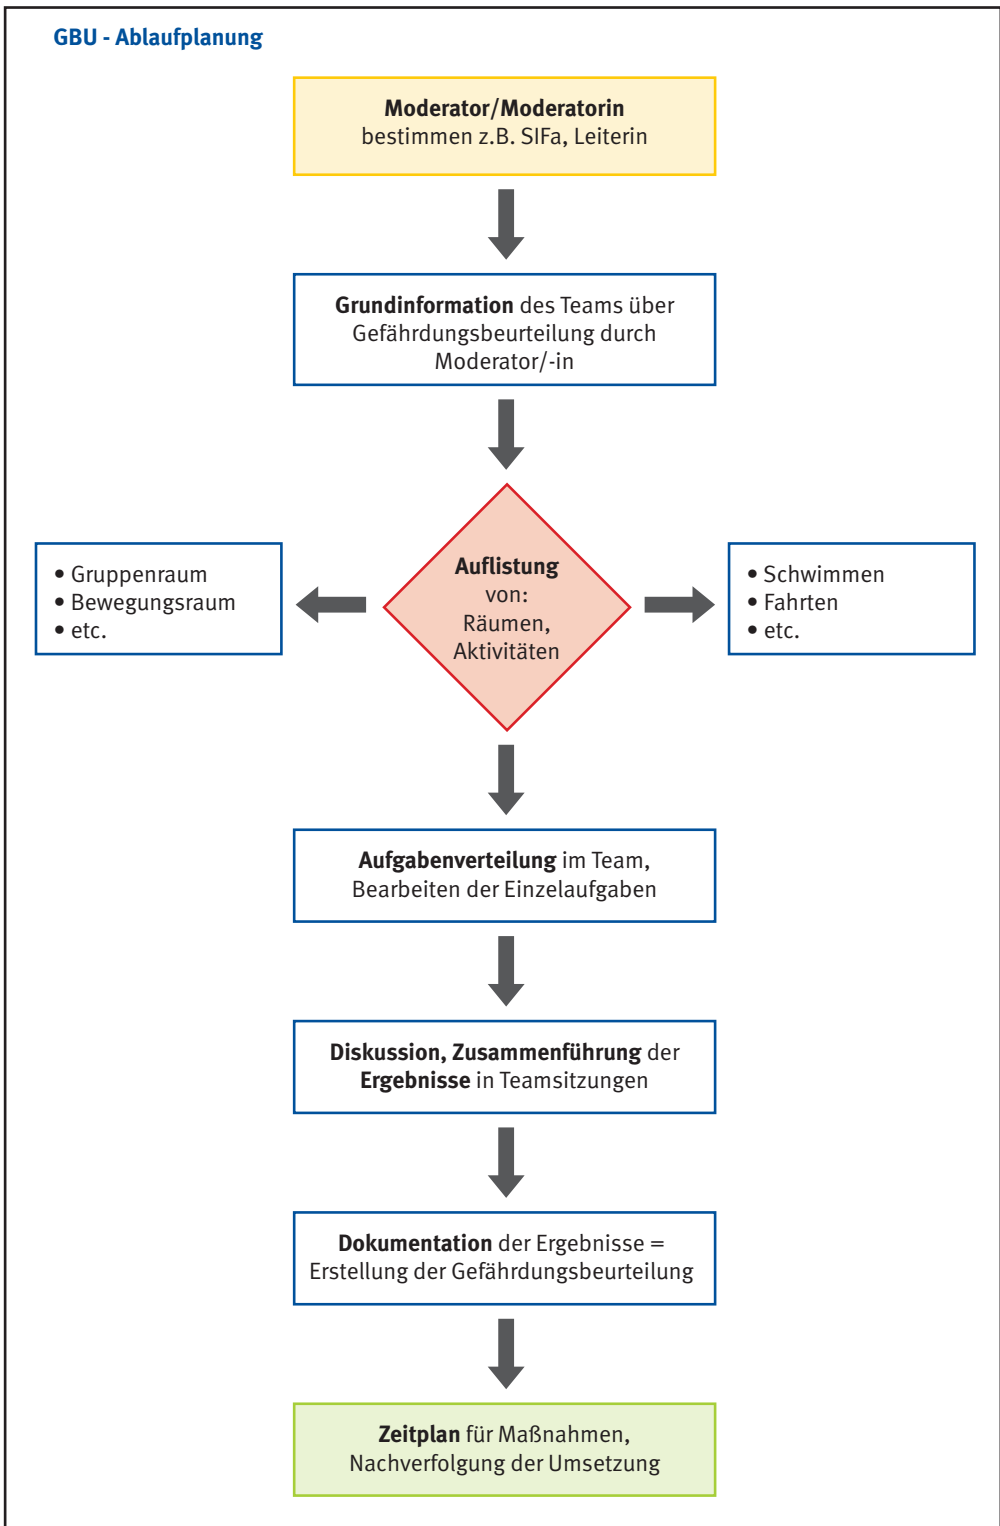 GBU - Ablaufplanung
Moderator/Moderatorin
bestimmen z.B. SIFa, Leiterin
Grundinformation des Teams über
Gefährdungsbeurteilung durch
Moderator/-in
• Gruppenraum
• Bewegungsraum
• etc.
Auflistung
von:
Räumen,
Aktivitäten
• Schwimmen
• Fahrten
• etc.
Aufgabenverteilung im Team,
Bearbeiten der Einzelaufgaben
Diskussion, Zusammenführung der
Ergebnisse in Teamsitzungen
Dokumentation der Ergebnisse =
Erstellung der Gefährdungsbeurteilung
Zeitplan für Maßnahmen,
Nachverfolgung der Umsetzung